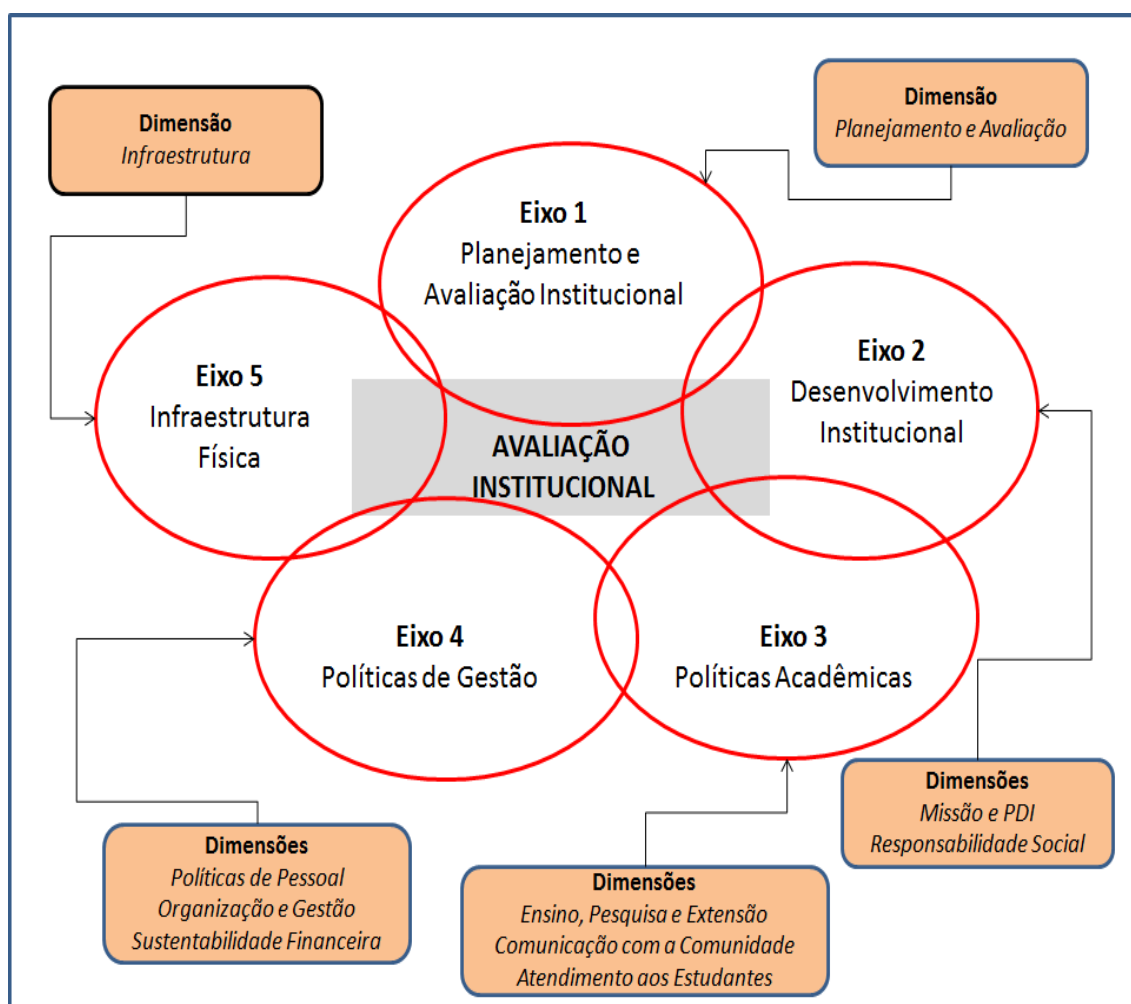 Dimensão
Infraestrutura
Dimensão
Planejamento e Avaliação
Eixo 1
Planejamento e
Avaliação Institucional
Eixo 2
Desenvolvimento
Institucional
Eixo 5
Infraestrutura
Física
AVALIAÇÃO
INSTITUCIONAL
Eixo 4
Políticas de Gestão
Eixo 3
Políticas Acadêmicas
Dimensões
Missão e PDI
Responsabilidade Social
Dimensões
Políticas de Pessoal
Organização e Gestão
Sustentabilidade Financeira
Dimensões
Ensino, Pesquisa e Extensão
Comunicação com a Comunidade
Atendimento aos Estudantes